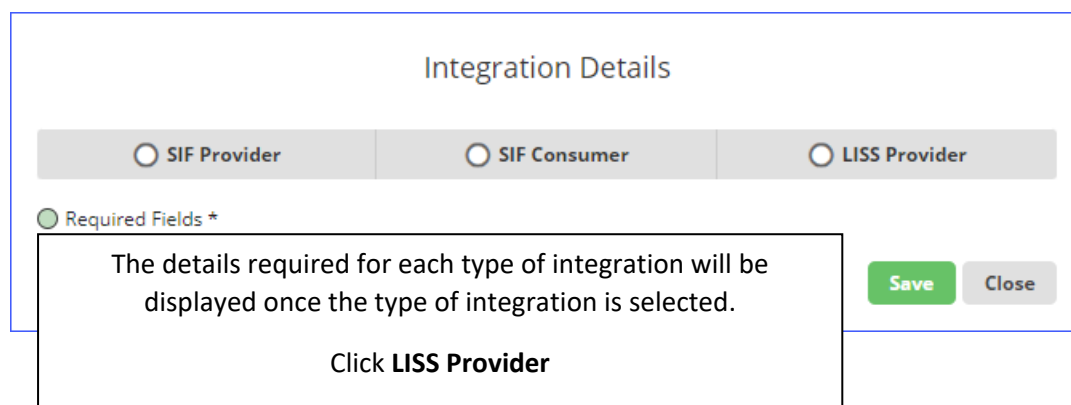 Integration Details
SIF Provider SIF Consumer LISS Provider
Required Fields *
The details required for each type of integration will be
displayed once the type of integration is selected.
Save Close
Click LISS Provider